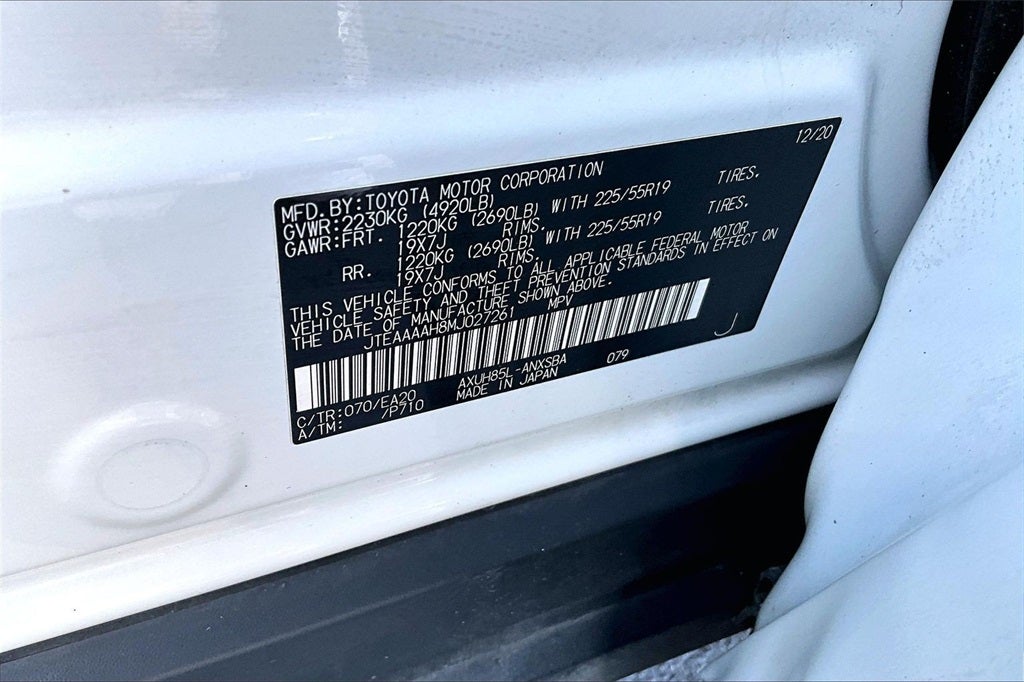 12/20
MFD.BY:TOYOTA MOTOR CORPORATION
GVWR:2230KG (4920LB)
GAWR:FRT. 1220KG (2690LB) WITH 225/55R19 TIRES,
19X7J RIMS.
RR. 1220KG (2690LB) WITH 225/55R19 TIRES,
19X7J RIMS.
THIS VEHICLE CONFORMS TO ALL APPLICABLE FEDERAL MOTOR
VEHICLE SAFETY AND THEFT PREVENTION STANDARDS IN EFFECT ON
THE DATE OF MANUFACTURE SHOWN ABOVE.
JTEAAAAH8MJ027261 MPV
C/TR:070/EA20 AXUH85L-ANXSBA 079
A/TM: /P710 MADE IN JAPAN
J